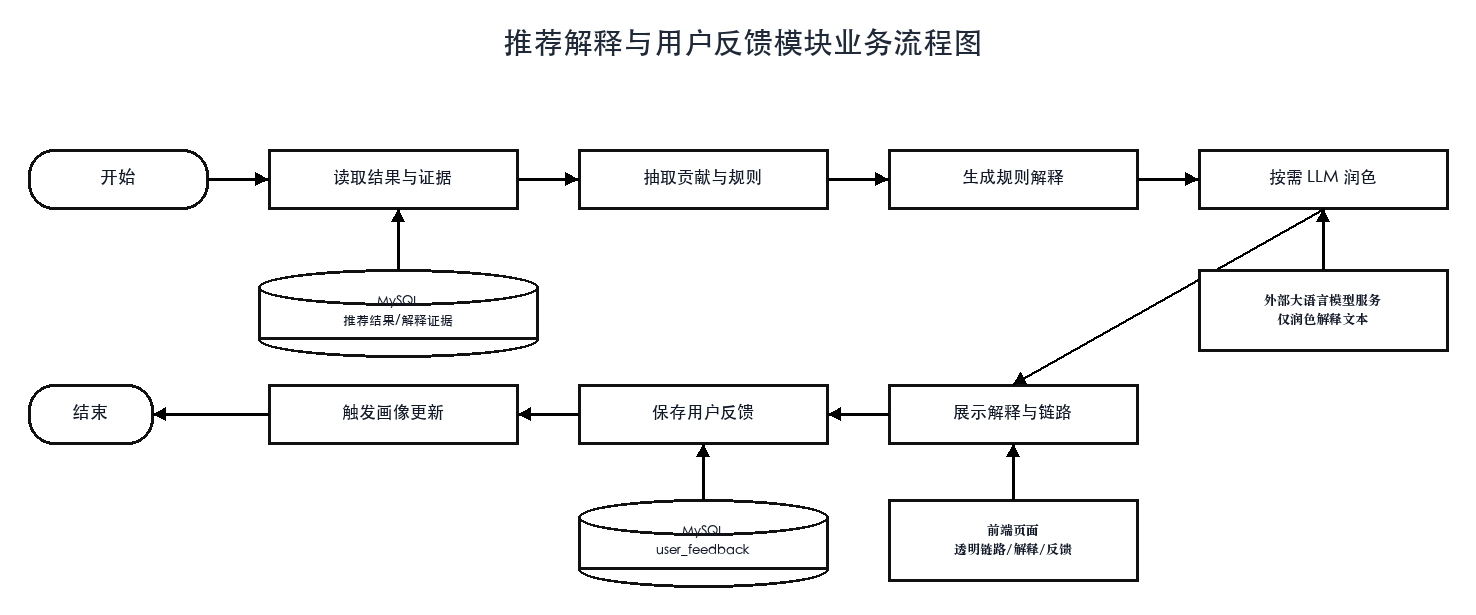 推荐解释与用户反馈模块业务流程图
开始
读取结果与证据
抽取贡献与规则
生成规则解释
按需 LLM 润色
MySQL
推荐结果/解释证据
外部大语言模型服务
仅润色解释文本
结束
触发画像更新
保存用户反馈
展示解释与链路
MySQL
user_feedback
前端页面
透明链路/解释/反馈